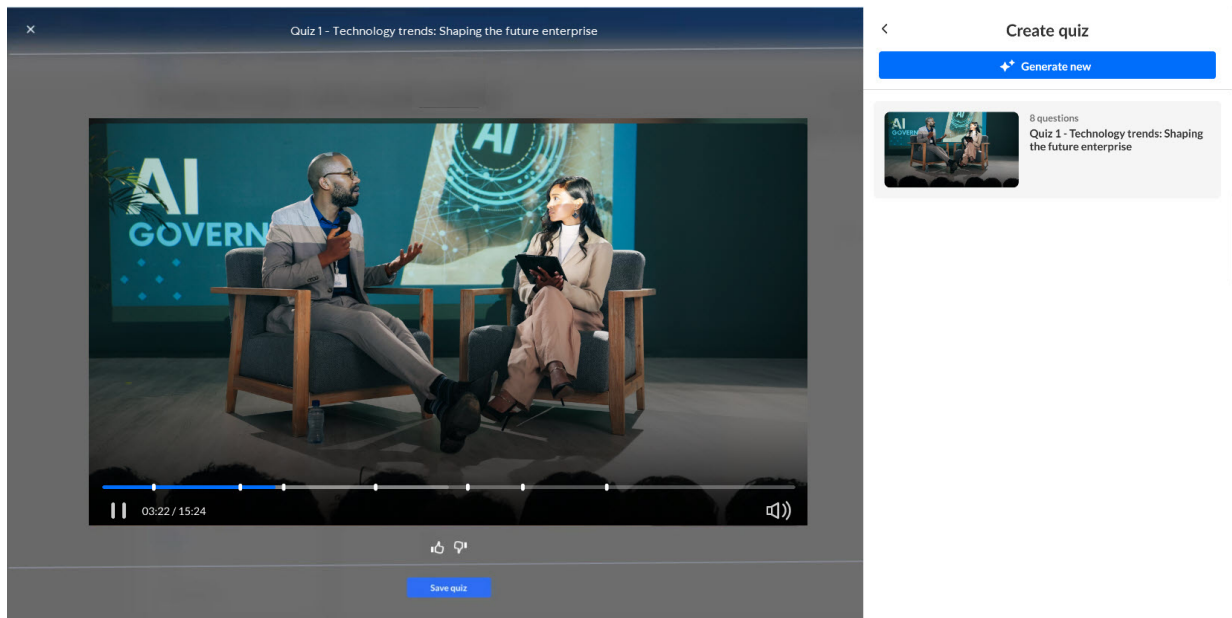 Quiz 1 - Technology trends: Shaping the future enterprise
AI
GOVERN
AI
03:22 / 15:24
Save quiz
Create quiz
Generate new
AI
GOVERN
8 questions
Quiz 1 - Technology trends: Shaping
the future enterprise